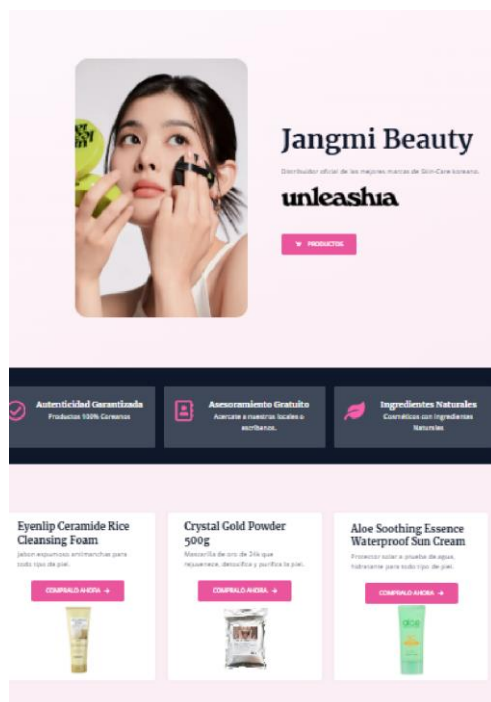 Jangmi Beauty
Distribuidor oficial de las mejores marcas de Skin-Care koreano.
unleashia
PRODUCTOS
Autenticidad Garantizada
Productos 100% Coreanos
Asesoramiento Gratuito
Acercate a nuestros locales o
escríbenos.
Ingredientes Naturales
Cosméticos con Ingredientes
Naturales
Eyenlip Ceramide Rice
Cleansing Foam
Jabon espumoso antimanchas para
todo tipo de piel.
COMPRALO AHORA →
Crystal Gold Powder
500g
Mascarilla de oro de 24k que
rejuvenece, detoxifica y purifica la piel.
COMPRALO AHORA →
Aloe Soothing Essence
Waterproof Sun Cream
Protector solar a prueba de agua,
hidratante para todo tipo de piel.
COMPRALO AHORA →
aloe